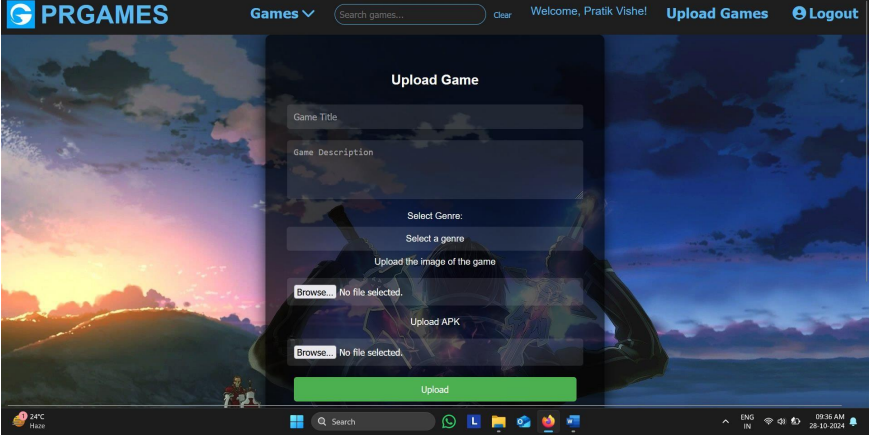 G PRGAMES Games Search games... Clear Welcome, Pratik Vishe! Upload Games Logout
Upload Game
Game Title
Game Description
Select Genre:
Select a genre
Upload the image of the game
Browse... No file selected.
Upload APK
Browse... No file selected.
Upload
1 24°C Haze
Search
L
W
ENG IN
09:36 AM
28-10-2024